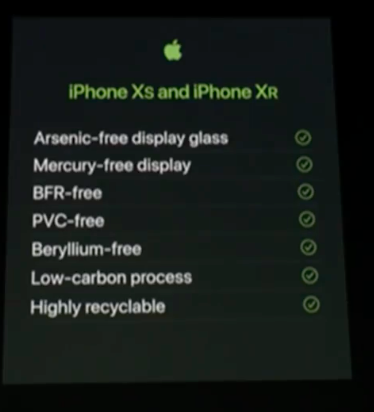 iPhone XS and iPhone XR
Arsenic-free display glass
Mercury-free display
BFR-free
PVC-free
Beryllium-free
Low-carbon process
Highly recyclable